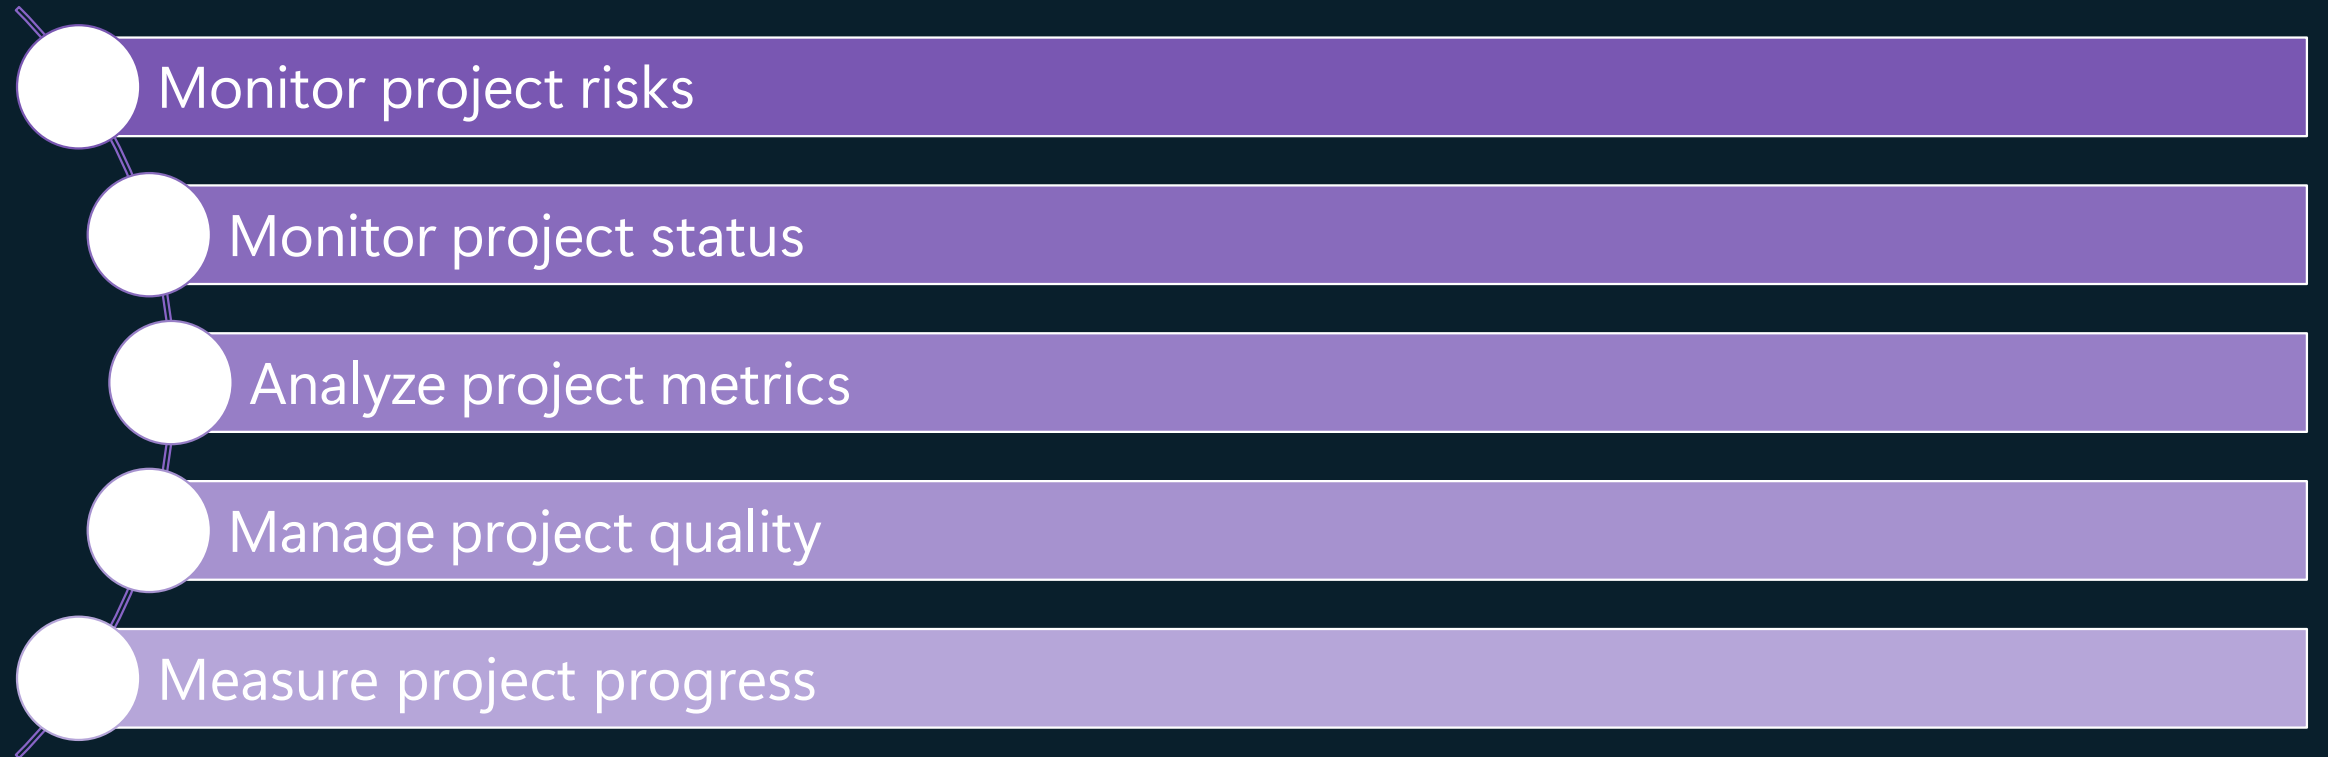 Monitor project risks
Monitor project status
Analyze project metrics
Manage project quality
Measure project progress